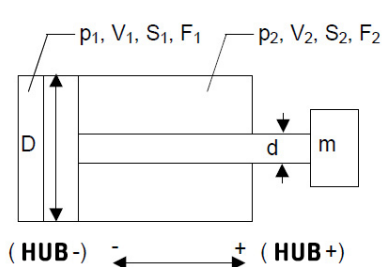 p₁, V₁, S₁, F₁ p₂, V₂, S₂, F₂
D d m
(HUB-) - + (HUB+)